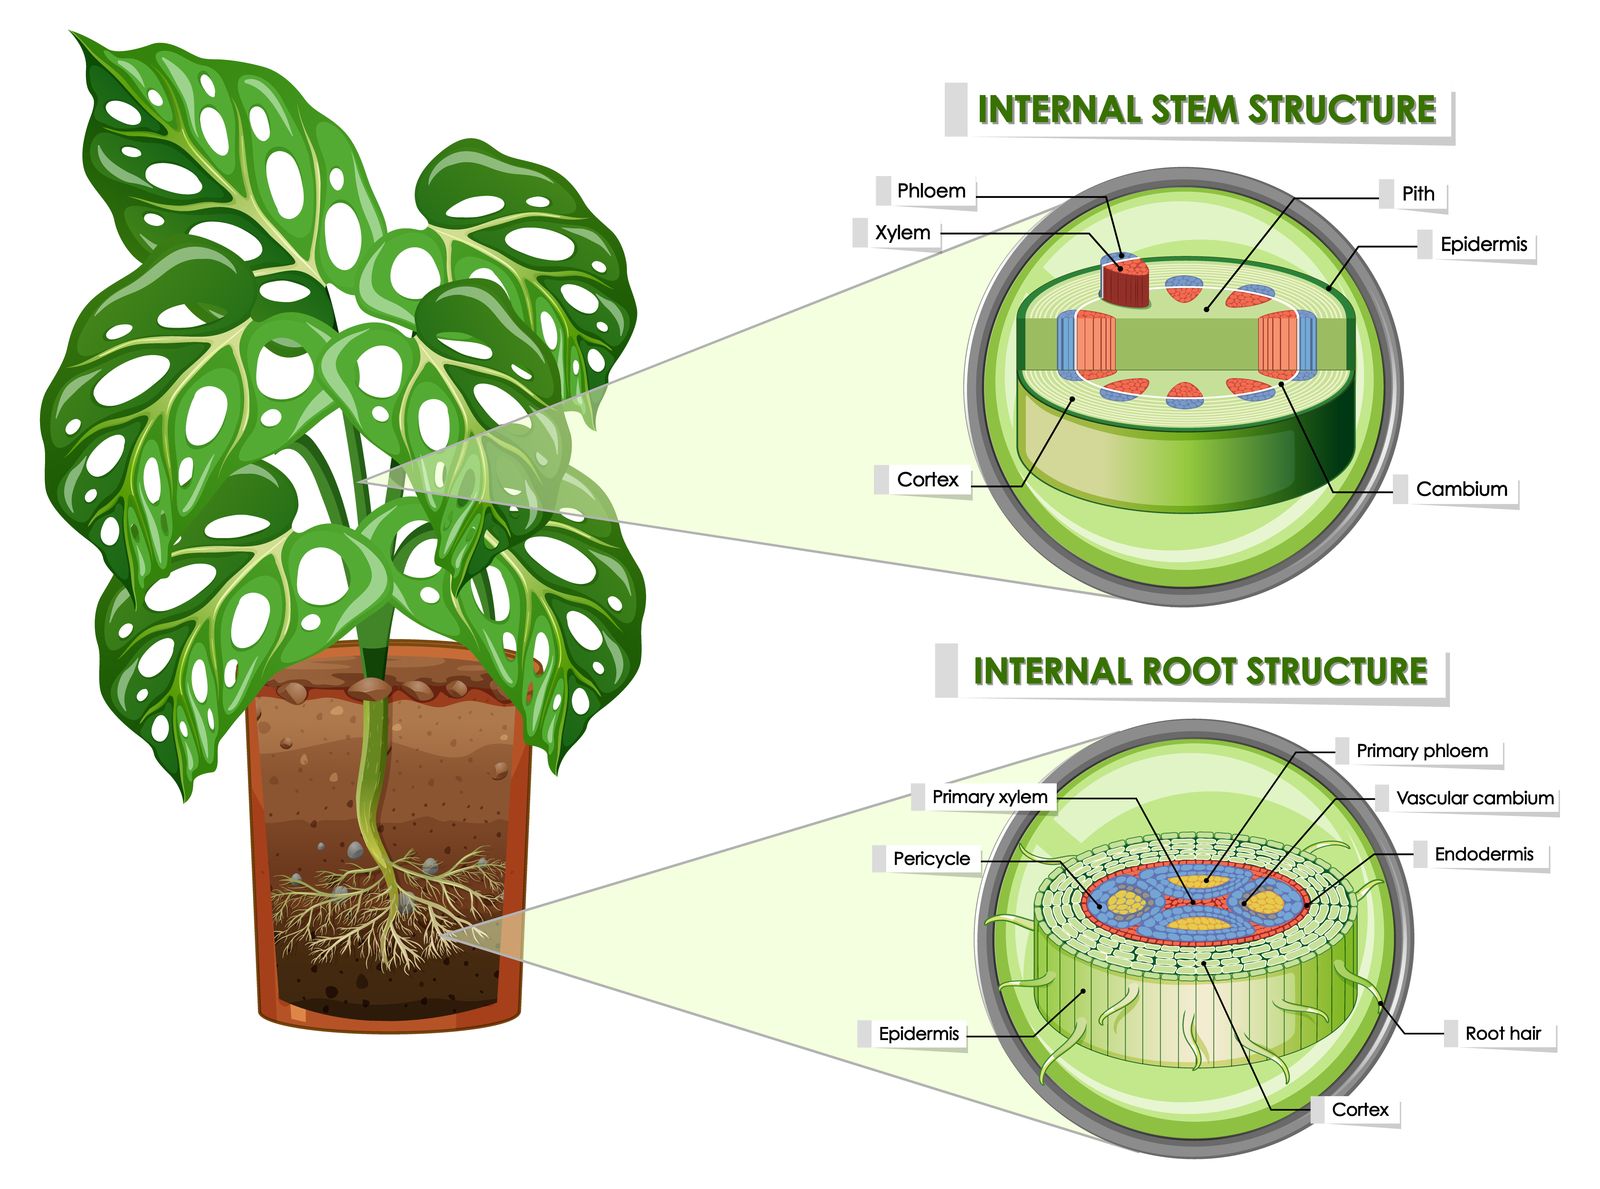 INTERNAL STEM STRUCTURE
Phloem
Pith
Xylem
Epidermis
Cortex
Cambium
INTERNAL ROOT STRUCTURE
Primary phloem
Primary xylem
Vascular cambium
Pericycle
Endodermis
Epidermis
Root hair
Cortex